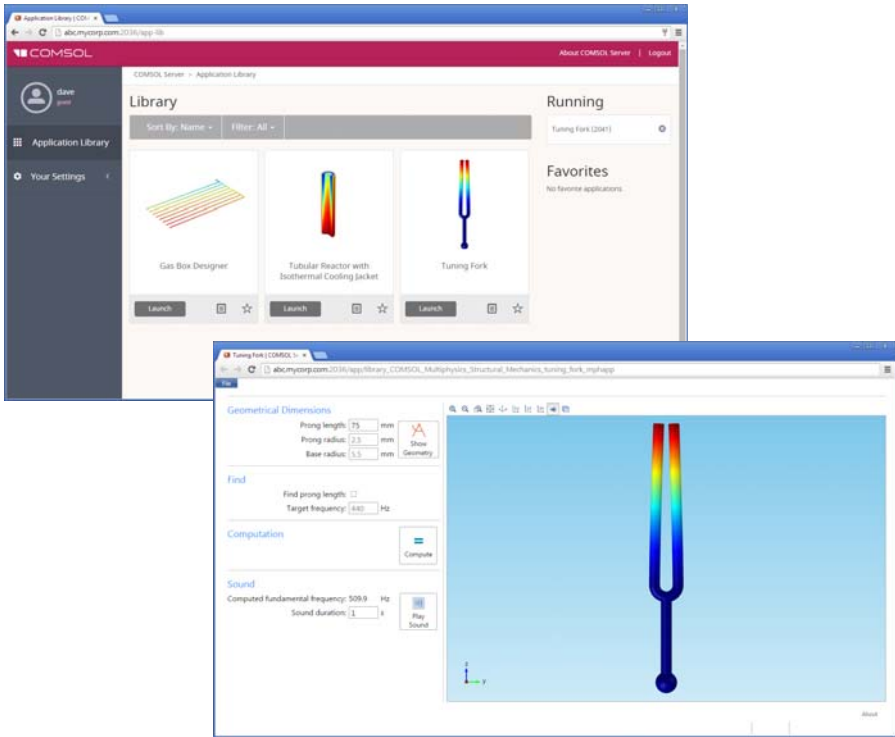 Application Library | COM
abc.mycorp.com:2036/app-lib
COMSOL
About COMSOL Server | Logout
dave
guest
Application Library
Your Settings
COMSOL Server > Application Library
Library
Sort By: Name Filter: All
Gas Box Designer
Tubular Reactor with
Isothermal Cooling Jacket
Tuning Fork
Launch
Launch
Launch
Running
Tuning Fork (2041)
Favorites
No favorite applications.
Tuning Fork | COMSOL S
abc.mycorp.com:2036/app/library_COMSOL_Multiphysics_Structural_Mechanics_tuning_fork_mphapp
File
Geometrical Dimensions
Prong length: 75 mm
Prong radius: 2.5 mm
Base radius: 5.5 mm
Show
Geometry
Find
Find prong length:
Target frequency: 440 Hz
Computation
Compute
Sound
Computed fundamental frequency: 509.9 Hz
Sound duration: 1 s
Play
Sound
z
y
About